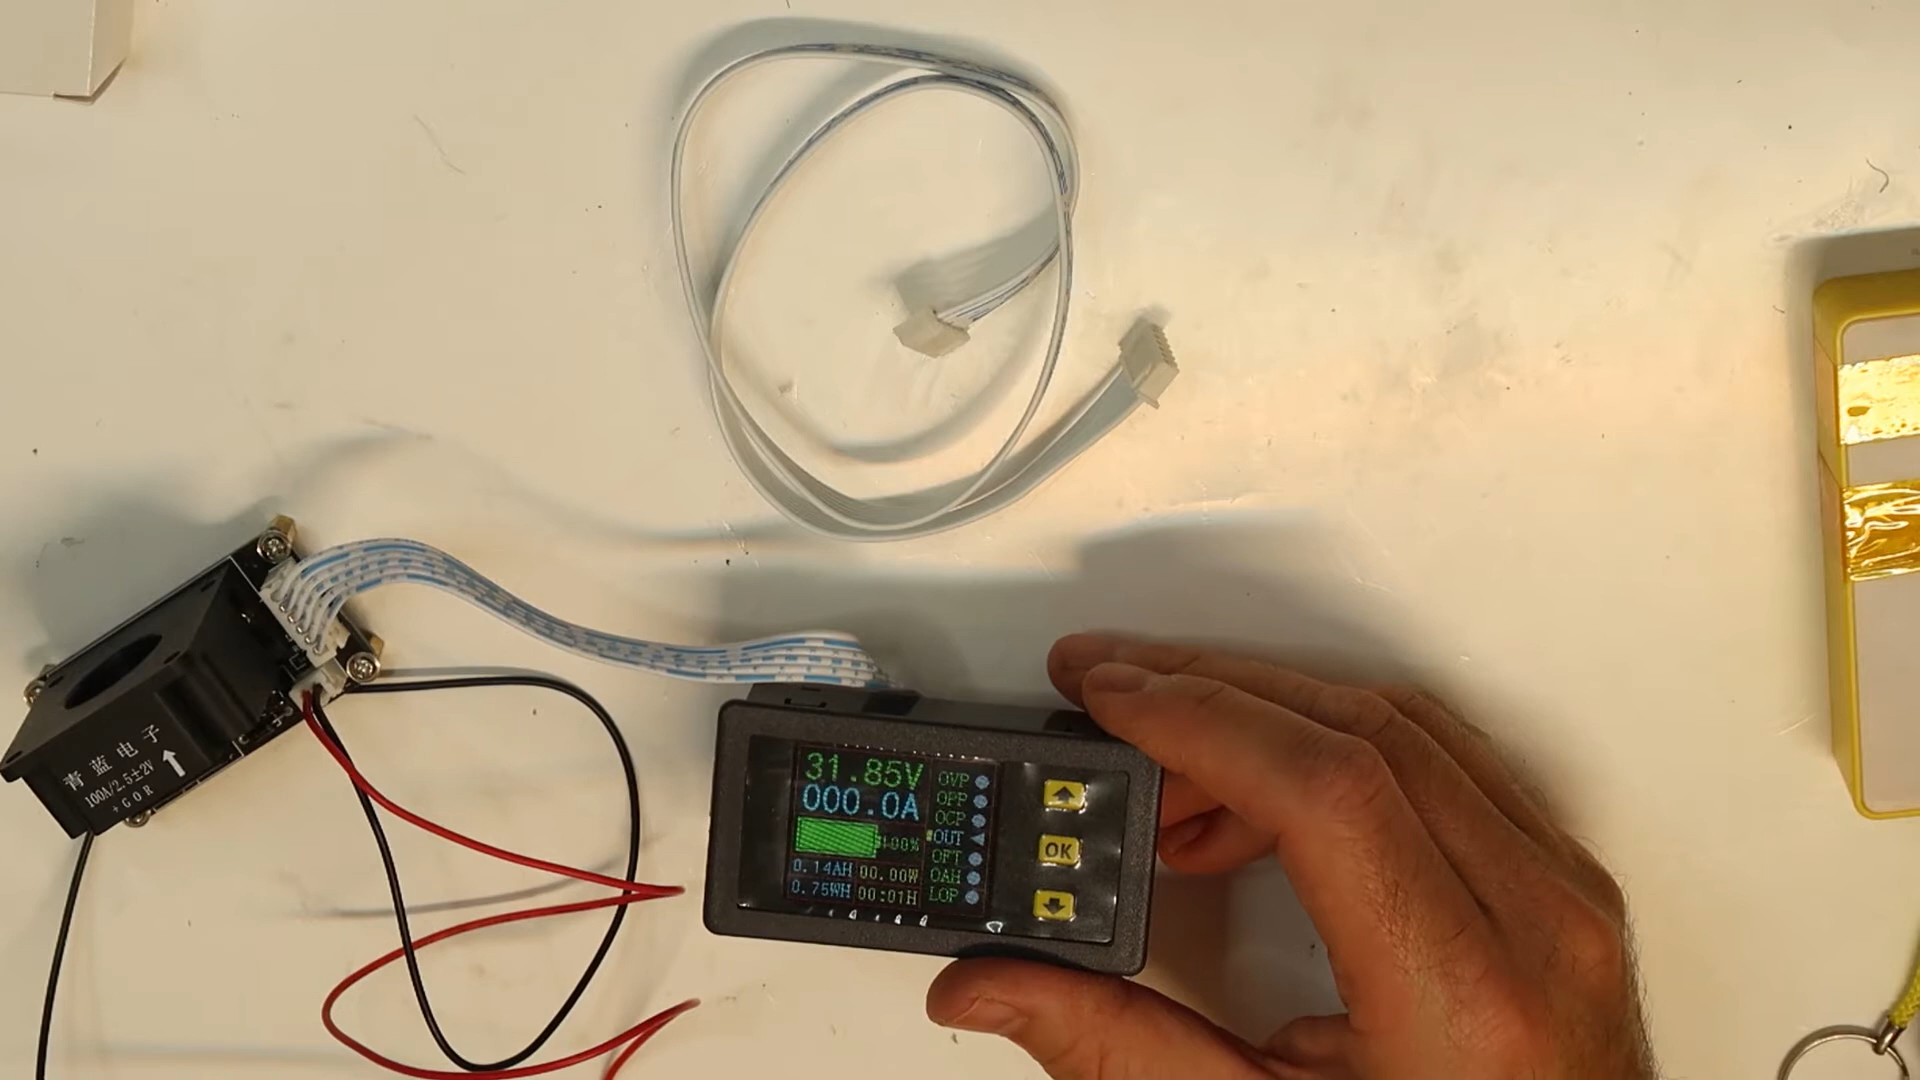 青蓝电子
100A/2.5±2V
+ G O R
31.85V
000.0A
100%
0.14AH 00.00W
0.75WH 00:01H
OVP
OPP
OCP
OUT
OFT
OAH
LOP
OK